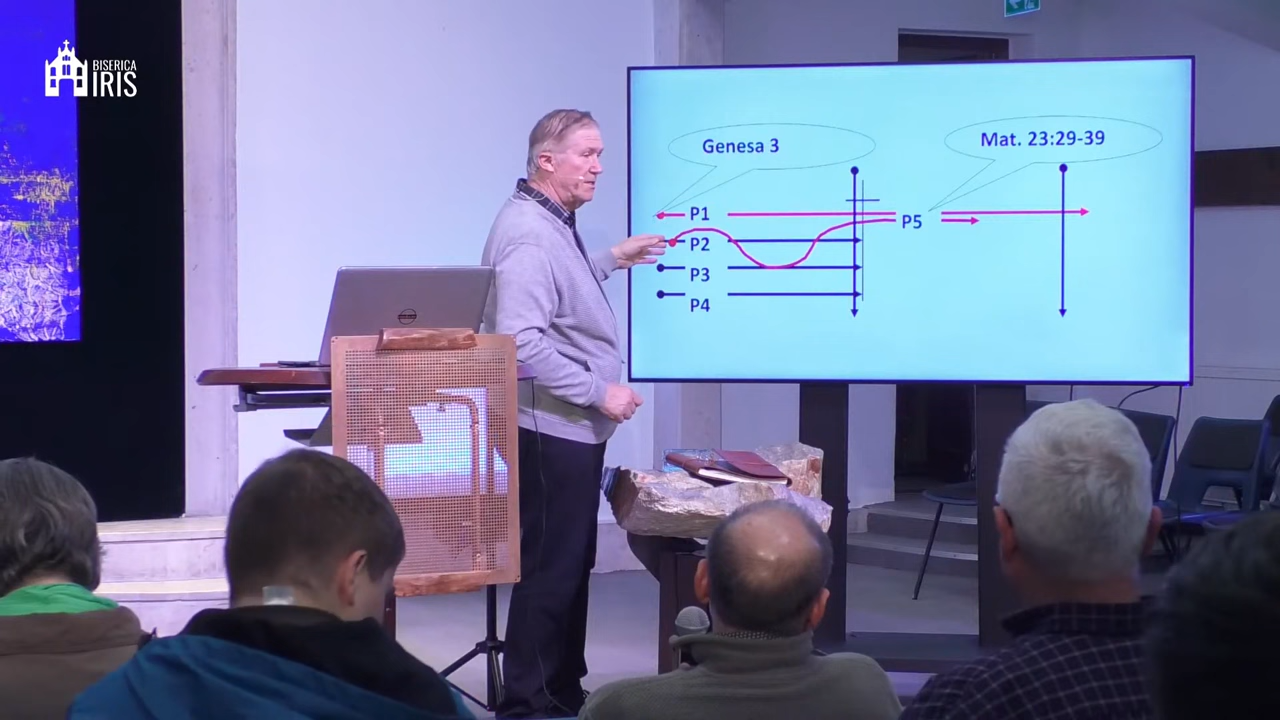 BISERICA
IRIS
Genesa 3
Mat. 23:29-39
P1
P5
P2
P3
P4